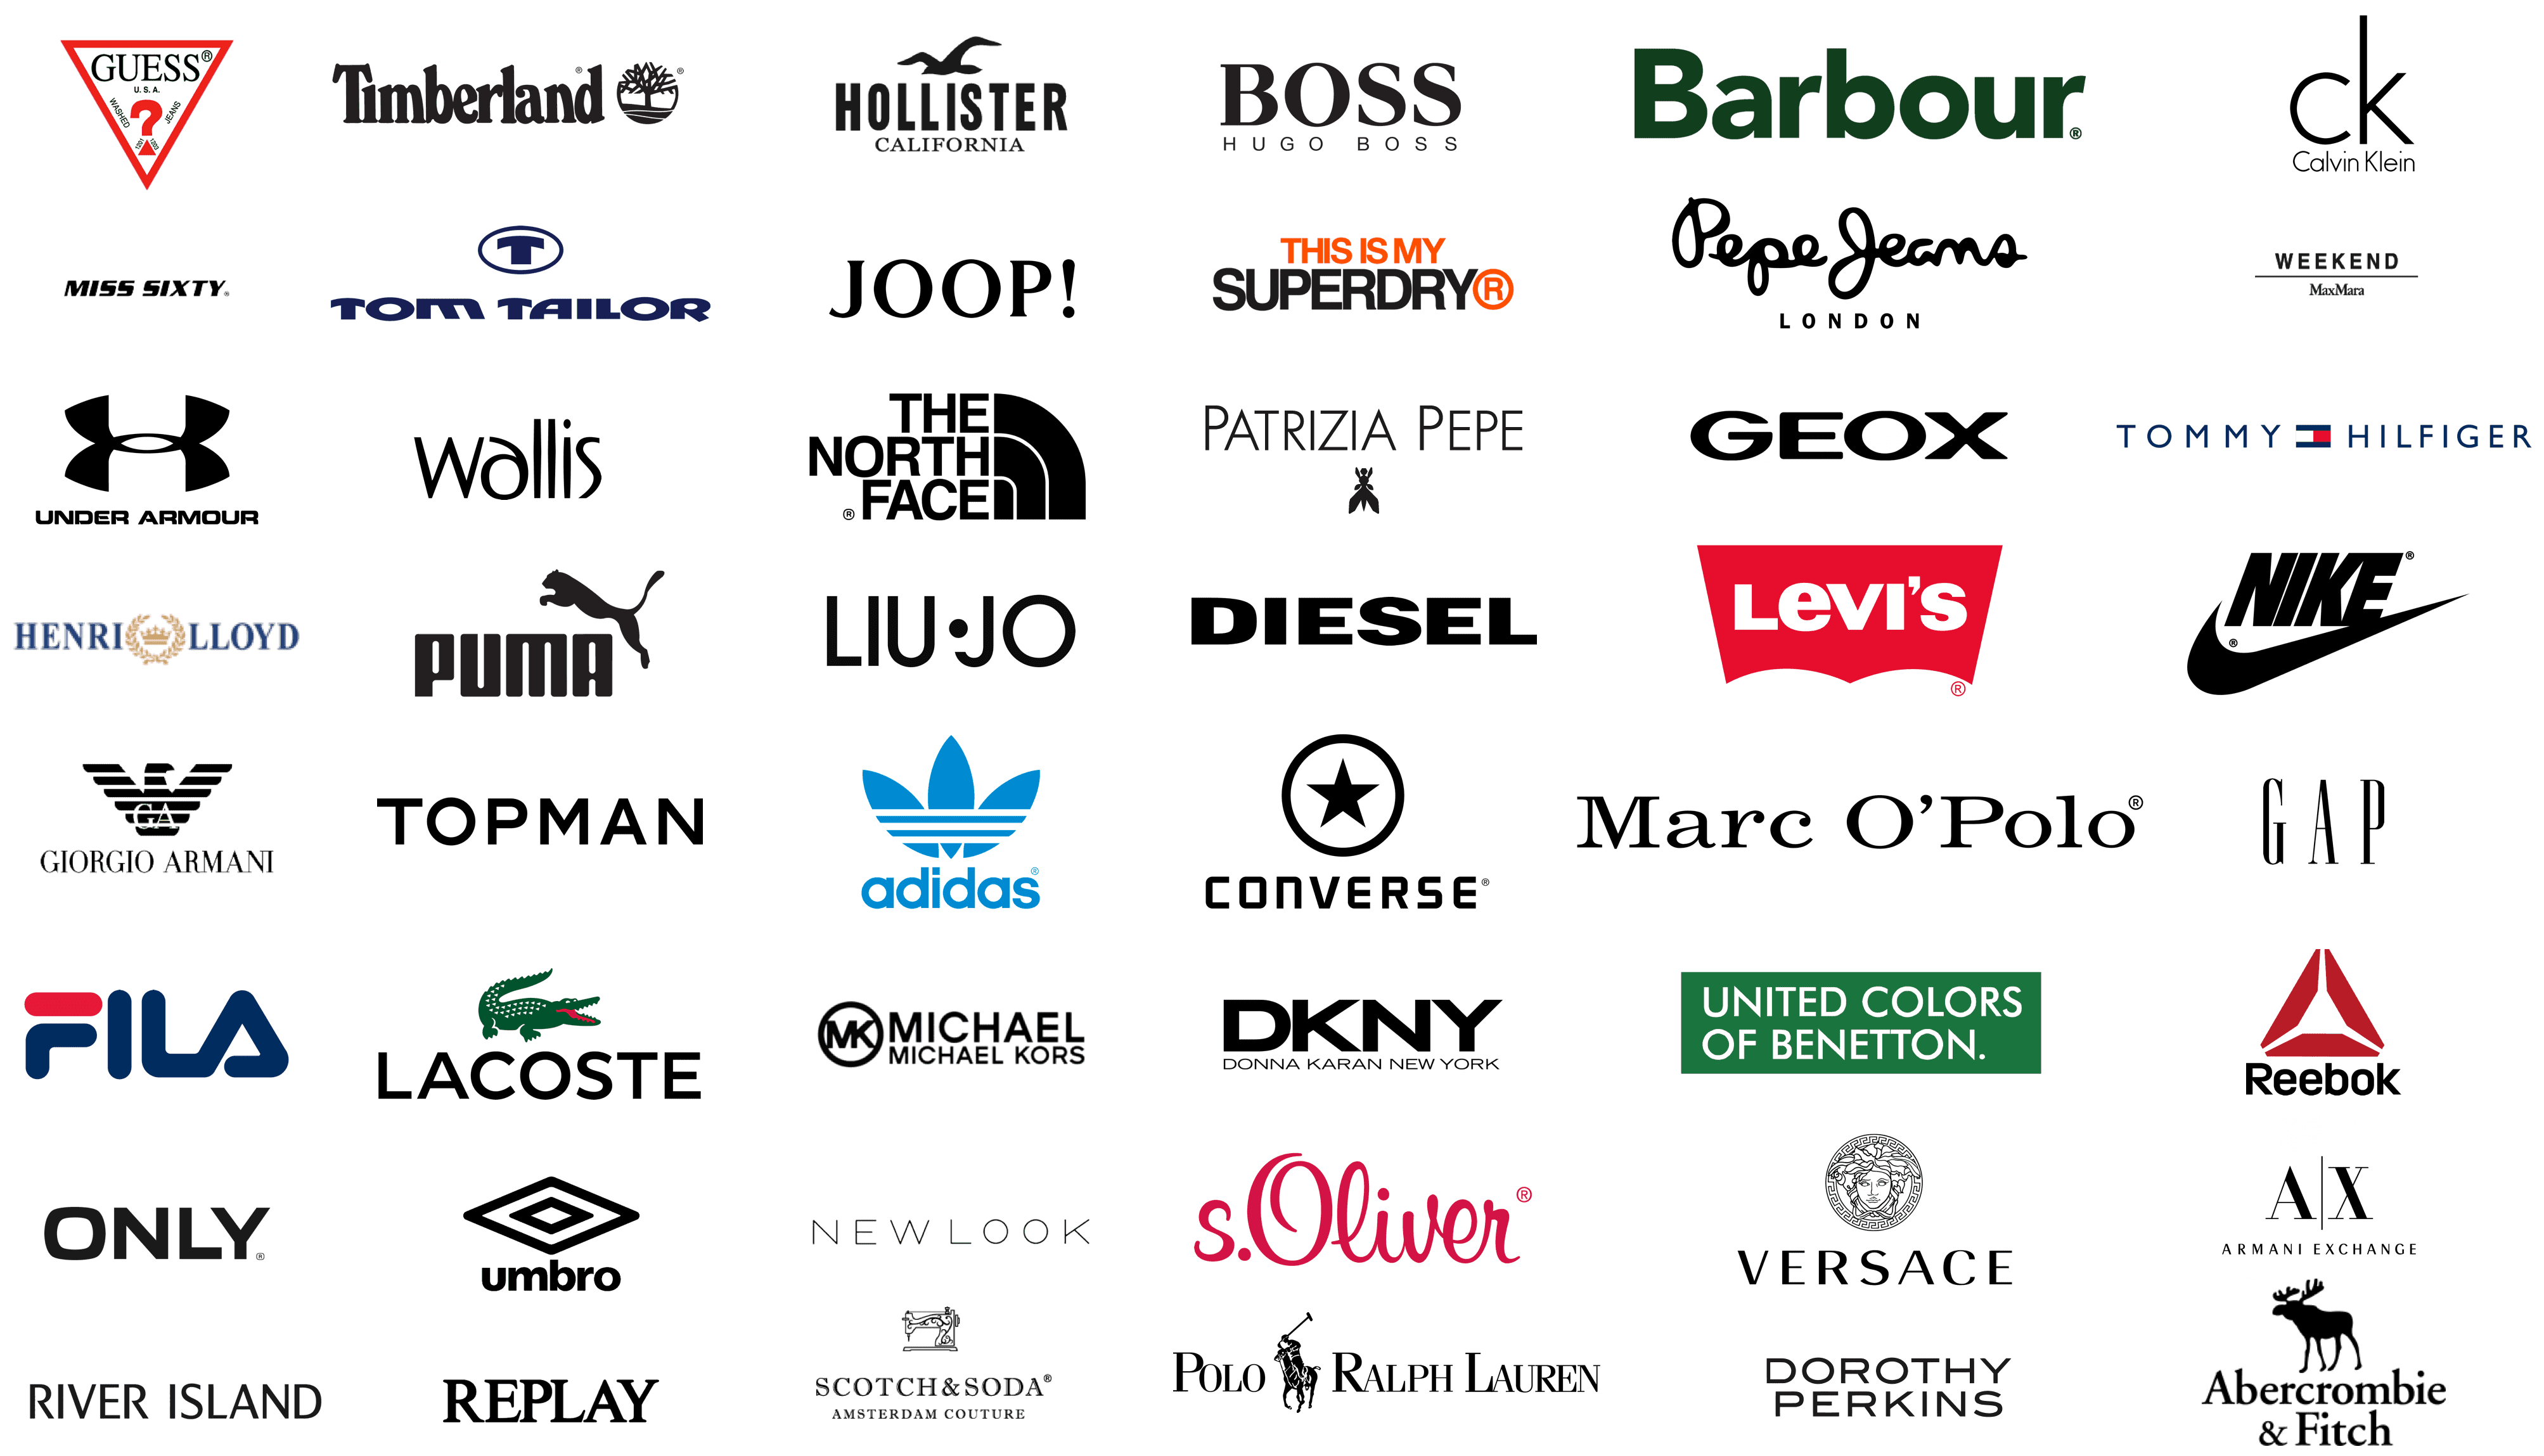 GUESS®
U.S.A.
WASHED
JEANS
?
Timberland®
®
HOLLISTER
CALIFORNIA
BOSS
HUGO BOSS
Barbour®
ck
Calvin Klein
MISS SIXTY®
T
TOM TAILOR
JOOP!
THIS IS MY
SUPERDRY®
Pepe Jeans
LONDON
WEEKEND
MaxMara
UNDER ARMOUR
wallis
THE
NORTH
® FACE
PATRIZIA PEPE
GEOX
TOMMY HILFIGER
HENRI LLOYD
PUMA
LIU·JO
DIESEL
LEVI'S
®
NIKE®
®
GA
GIORGIO ARMANI
TOPMAN
adidas®
CONVERSE®
Marc O'Polo®
GAP
FILA
LACOSTE
MK MICHAEL
MICHAEL KORS
DKNY
DONNA KARAN NEW YORK
UNITED COLORS
OF BENETTON.
Reebok
ONLY®
umbro
NEW LOOK
s.Oliver®
VERSACE
A|X
ARMANI EXCHANGE
RIVER ISLAND
REPLAY
SCOTCH & SODA®
AMSTERDAM COUTURE
POLO RALPH LAUREN
DOROTHY
PERKINS
Abercrombie
& Fitch